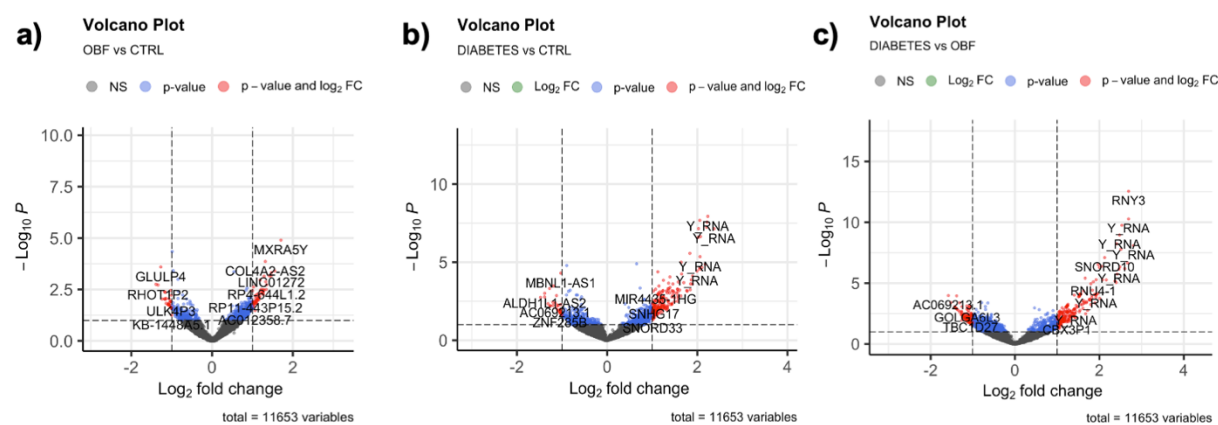 a)
Volcano Plot
OBF vs CTRL
NS p-value p – value and log2 FC
10.0
7.5
5.0
2.5
0.0
– Log10 P
MXRA5Y
COL4A2-AS2
GLULP4
LINC01272
RHOT1P2
RP4-644L1.2
ULK4P3
RP11-443P15.2
KB-1448A5.1
AC012358.7
-2 0 2
Log2 fold change
total = 11653 variables
b)
Volcano Plot
DIABETES vs CTRL
NS Log2 FC p-value p – value and log2 FC
10
5
0
– Log10 P
Y_RNA
Y_RNA
Y_RNA
MBNL1-AS1
Y_RNA
MIR4435-1HG
ALDH1L1-AS2
AC069213.1
SNHG17
ZNF285B
SNORD33
-2 0 2 4
Log2 fold change
total = 11653 variables
c)
Volcano Plot
DIABETES vs OBF
NS Log2 FC p-value p – value and log2 FC
15
10
5
0
– Log10 P
RNY3
Y_RNA
Y_RNA
Y_RNA
SNORD10
RNU4-1
AC069213.1
Y_RNA
GOLGA6L3
Y_RNA
TBC1D27
CBX3P1
-2 0 2 4
Log2 fold change
total = 11653 variables